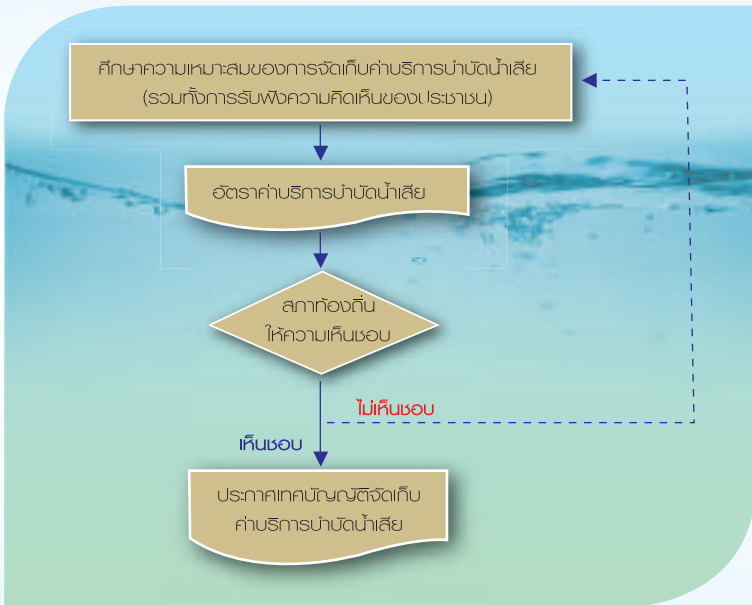 ศึกษาความเหมาะสมของการจัดเก็บค่าบริการบำบัดน้ำเสีย
(รวมทั้งการรับฟังความคิดเห็นของประชาชน)
อัตราค่าบริการบำบัดน้ำเสีย
สภาท้องถิ่น
ให้ความเห็นชอบ
ไม่เห็นชอบ
เห็นชอบ
ประกาศเทศบัญญัติจัดเก็บ
ค่าบริการบำบัดน้ำเสีย